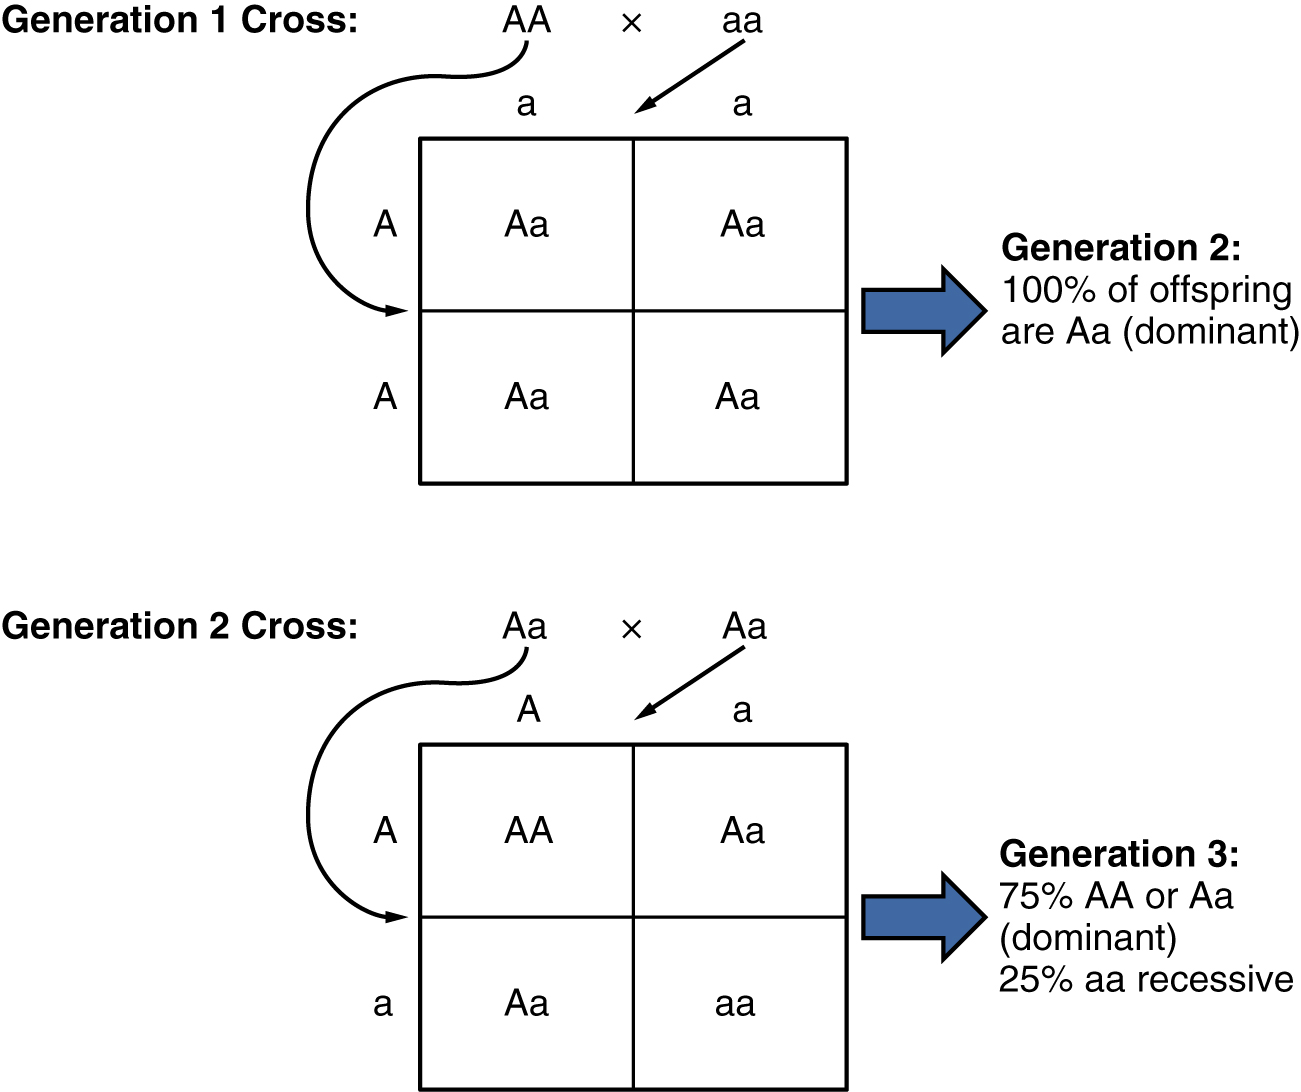 Generation 1 Cross: AA × aa
a a
A Aa Aa
A Aa Aa
Generation 2:
100% of offspring
are Aa (dominant)
Generation 2 Cross: Aa × Aa
A a
A AA Aa
a Aa aa
Generation 3:
75% AA or Aa
(dominant)
25% aa recessive